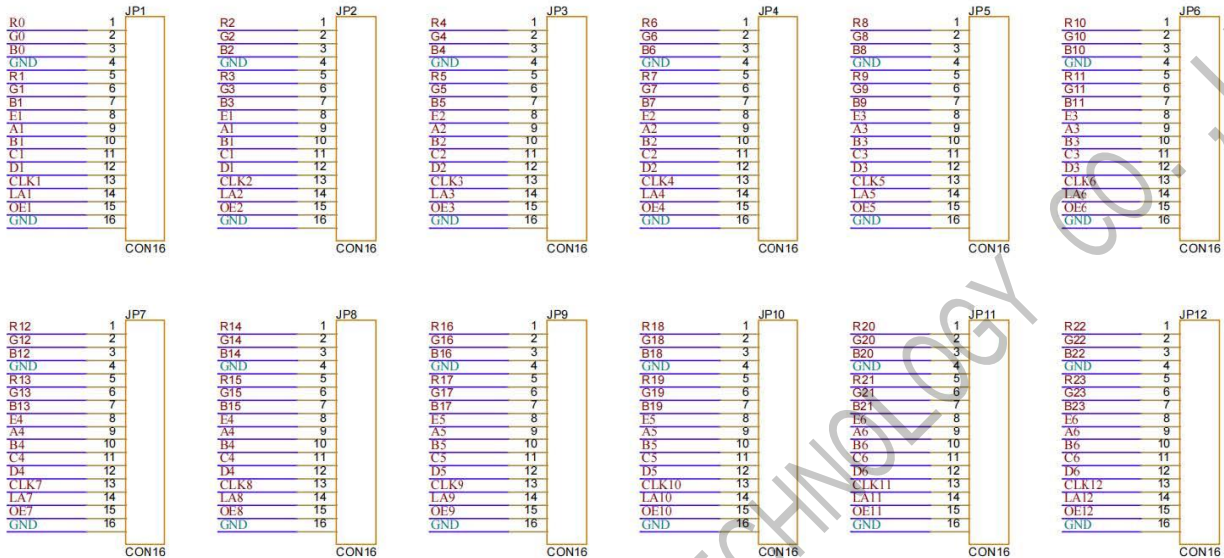 JP1 JP2 JP3 JP4 JP5 JP6
R0 1 R2 1 R4 1 R6 1 R8 1 R10 1
G0 2 G2 2 G4 2 G6 2 G8 2 G10 2
B0 3 B2 3 B4 3 B6 3 B8 3 B10 3
GND 4 GND 4 GND 4 GND 4 GND 4 GND 4
R1 5 R3 5 R5 5 R7 5 R9 5 R11 5
G1 6 G3 6 G5 6 G7 6 G9 6 G11 6
B1 7 B3 7 B5 7 B7 7 B9 7 B11 7
E1 8 E1 8 E2 8 E2 8 E3 8 E3 8
A1 9 A1 9 A2 9 A2 9 A3 9 A3 9
B1 10 B1 10 B2 10 B2 10 B3 10 B3 10
C1 11 C1 11 C2 11 C2 11 C3 11 C3 11
D1 12 D1 12 D2 12 D2 12 D3 12 D3 12
CLK1 13 CLK2 13 CLK3 13 CLK4 13 CLK5 13 CLK6 13
LA1 14 LA2 14 LA3 14 LA4 14 LA5 14 LA6 14
OE1 15 OE2 15 OE3 15 OE4 15 OE5 15 OE6 15
GND 16 GND 16 GND 16 GND 16 GND 16 GND 16
CON16 CON16 CON16 CON16 CON16 CON16
JP7 JP8 JP9 JP10 JP11 JP12
R12 1 R14 1 R16 1 R18 1 R20 1 R22 1
G12 2 G14 2 G16 2 G18 2 G20 2 G22 2
B12 3 B14 3 B16 3 B18 3 B20 3 B22 3
GND 4 GND 4 GND 4 GND 4 GND 4 GND 4
R13 5 R15 5 R17 5 R19 5 R21 5 R23 5
G13 6 G15 6 G17 6 G19 6 G21 6 G23 6
B13 7 B15 7 B17 7 B19 7 B21 7 B23 7
E4 8 E4 8 E5 8 E5 8 E6 8 E6 8
A4 9 A4 9 A5 9 A5 9 A6 9 A6 9
B4 10 B4 10 B5 10 B5 10 B6 10 B6 10
C4 11 C4 11 C5 11 C5 11 C6 11 C6 11
D4 12 D4 12 D5 12 D5 12 D6 12 D6 12
CLK7 13 CLK8 13 CLK9 13 CLK10 13 CLK11 13 CLK12 13
LA7 14 LA8 14 LA9 14 LA10 14 LA11 14 LA12 14
OE7 15 OE8 15 OE9 15 OE10 15 OE11 15 OE12 15
GND 16 GND 16 GND 16 GND 16 GND 16 GND 16
CON16 CON16 CON16 CON16 CON16 CON16
CO.,